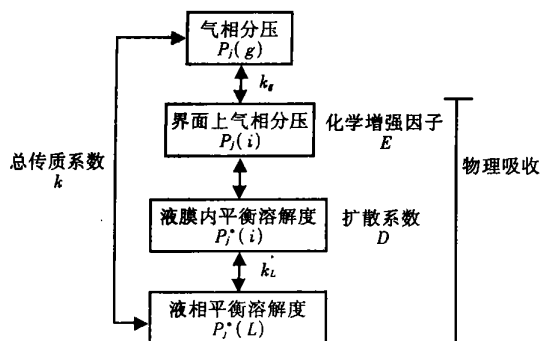 气相分压
Pj(g)
kg
界面上气相分压
Pj(i)
化学增强因子
E
总传质系数
k
物理吸收
液膜内平衡溶解度
Pj*(i)
扩散系数
D
kL*
液相平衡溶解度
Pj*(L)